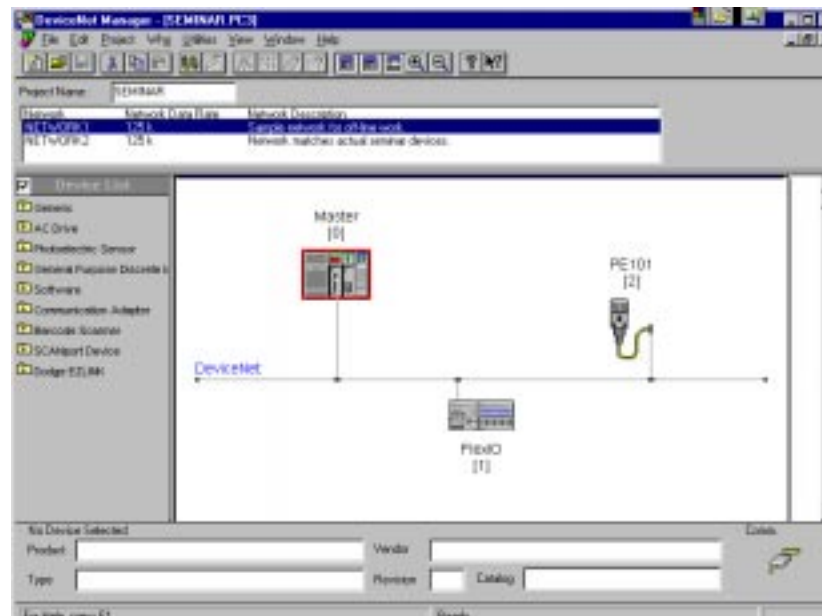 DeviceNet Manager - [SEMINAR.PC3]
File Edit Project Who Utilities View Window Help
Project Name: SEMINAR
Network Network Data Rate Network Description
NETWORK1 125 k Sample network for off-line work.
NETWORK2 125 k Network matches actual seminar devices.
Device List
Generic
AC Drive
Photoelectric Sensor
General Purpose Discrete
Software
Communication Adapter
Barcode Scanner
SCANport Device
Dodge EZLINK
Master
[0]
PE101
[2]
DeviceNet
FlexIO
[1]
No Device Selected
Comm.
Product Vendor
Type Revision Catalog
For Help, press F1 Ready